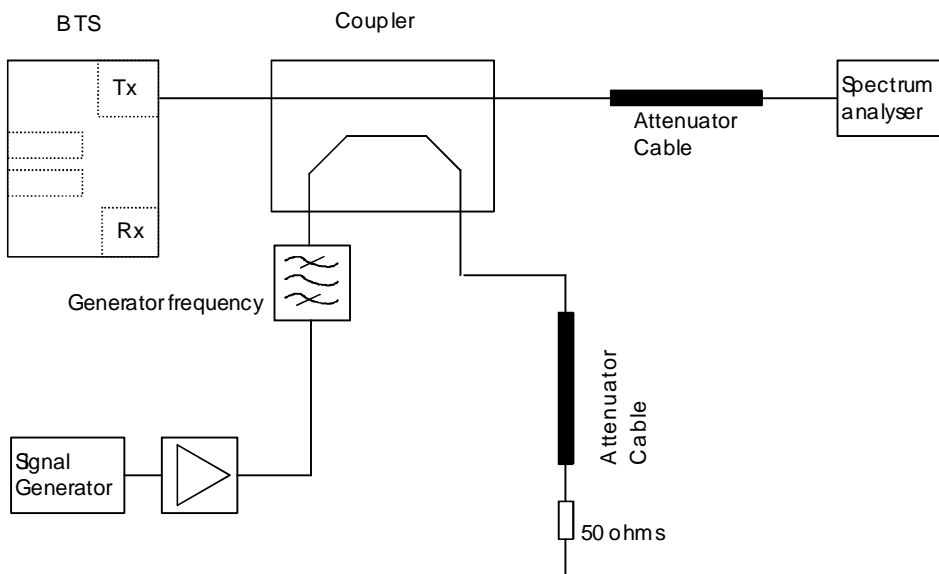 BTS
Coupler
Tx
Spectrum
analyser
Attenuator
Cable
Rx
Generator frequency
Attenuator
Cable
Signal
Generator
50 ohms